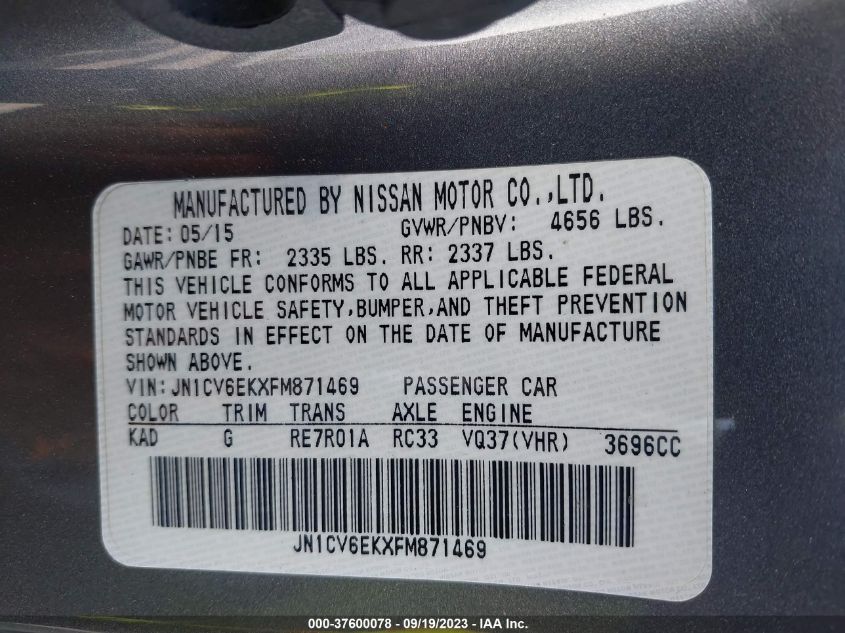 MANUFACTURED BY NISSAN MOTOR CO.,LTD.
DATE: 05/15 GVWR/PNBV: 4656 LBS.
GAWR/PNBE FR: 2335 LBS. RR: 2337 LBS.
THIS VEHICLE CONFORMS TO ALL APPLICABLE FEDERAL
MOTOR VEHICLE SAFETY,BUMPER,AND THEFT PREVENTION
STANDARDS IN EFFECT ON THE DATE OF MANUFACTURE
SHOWN ABOVE.
VIN:JN1CV6EKXFM871469 PASSENGER CAR
COLOR TRIM TRANS AXLE ENGINE
KAD G RE7R01A RC33 VQ37(VHR) 3696CC
JN1CV6EKXFM871469
000-37600078 - 09/19/2023 - IAA Inc.